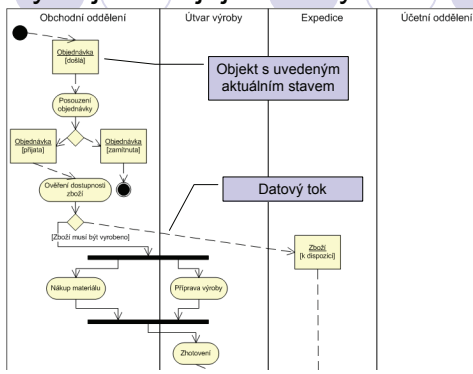 Obchodní oddělení
Útvar výroby
Expedice
Účetní oddělení
Objednávka
[došlá]
Objekt s uvedeným
aktuálním stavem
Posouzení
objednávky
Objednávka
[přijata]
Objednávka
[zamítnuta]
Ověření dostupnosti
zboží
Datový tok
[Zboží musí být vyrobeno]
Zboží
[k dispozici]
Nákup materiálu
Příprava výroby
Zhotovení